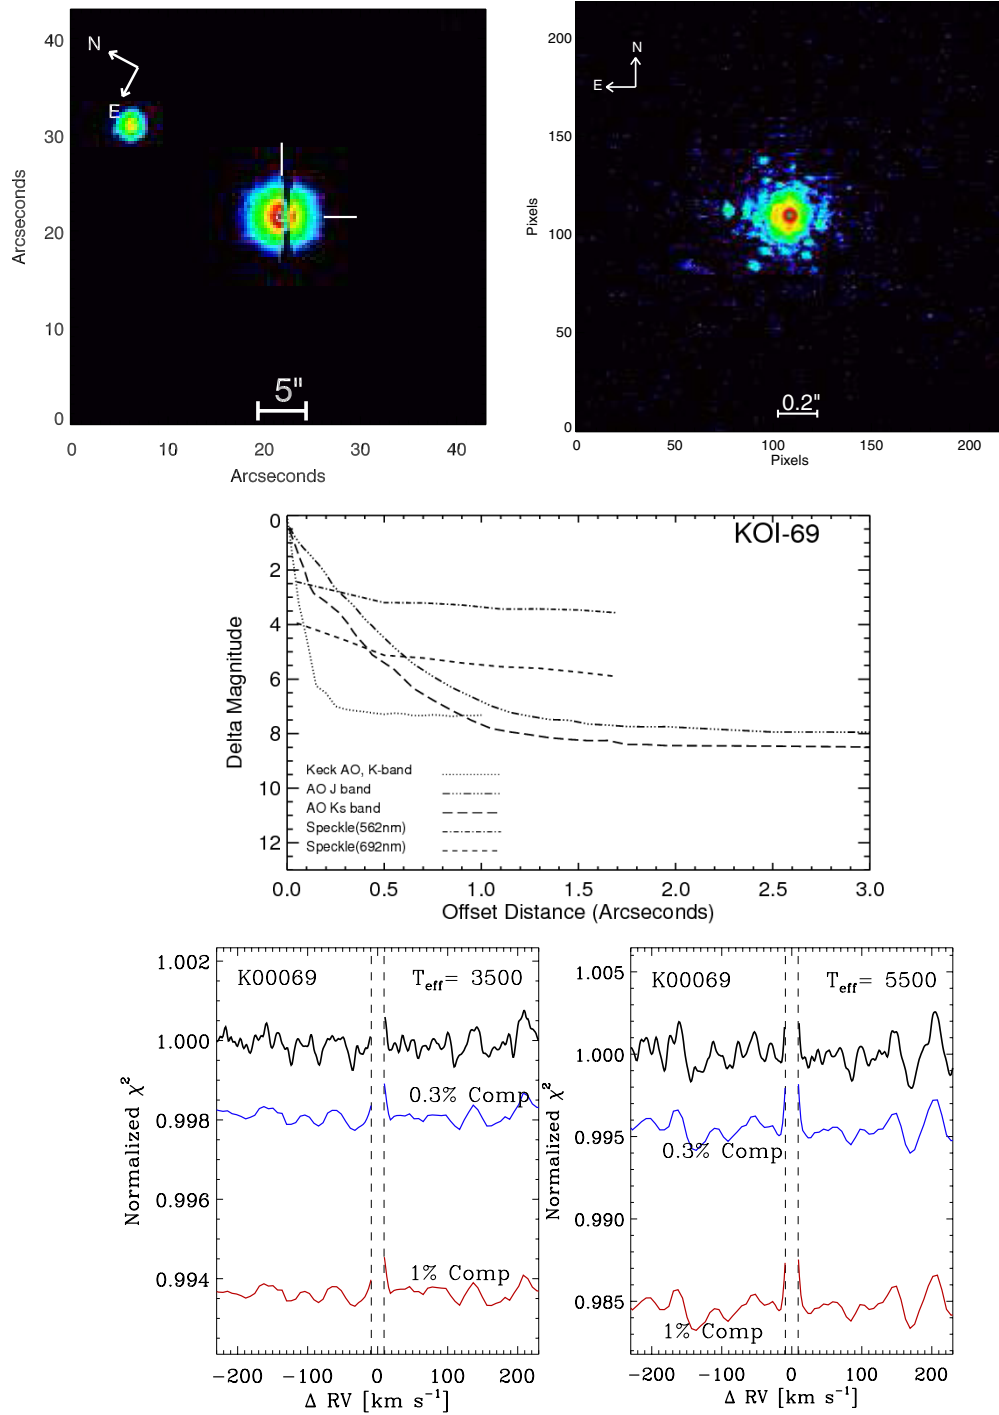 40
30
20
10
0
Arcseconds
N
E
5"
0 10 20 30 40
Arcseconds
200
150
100
50
0
Pixels
N
E
0.2"
0 50 100 150 200
Pixels
KOI-69
0
2
4
6
8
10
12
Delta Magnitude
Keck AO, K-band
AO J band
AO Ks band
Speckle(562nm)
Speckle(692nm)
0.0 0.5 1.0 1.5 2.0 2.5 3.0
Offset Distance (Arcseconds)
1.002
1.000
0.998
0.996
0.994
Normalized χ²
K00069 Teff= 3500
0.3% Comp
1% Comp
−200 −100 0 100 200
Δ RV [km s⁻¹]
1.005
1.000
0.995
0.990
0.985
Normalized χ²
K00069 Teff= 5500
0.3% Comp
1% Comp
−200 −100 0 100 200
Δ RV [km s⁻¹]